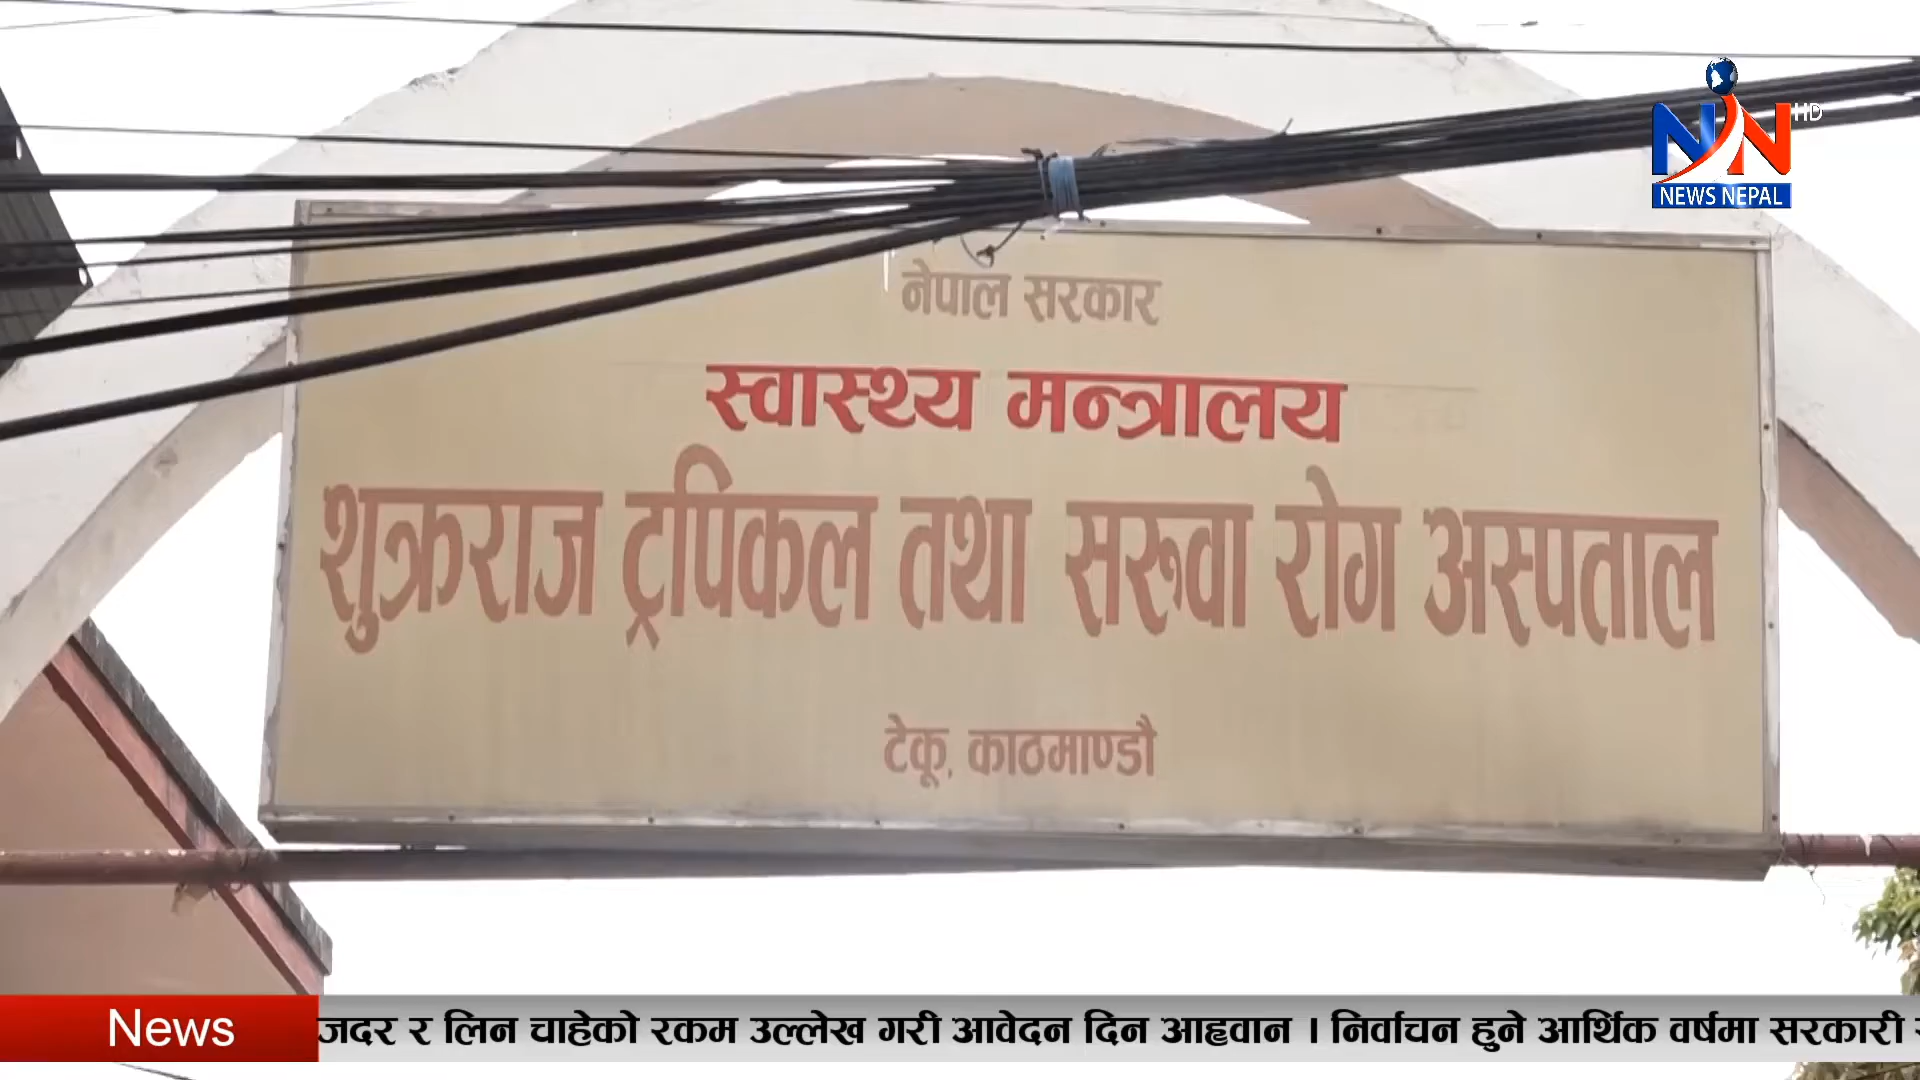 HD
NEWS NEPAL
नेपाल सरकार
स्वास्थ्य मन्त्रालय
शुक्रराज ट्रपिकल तथा सरुवा रोग अस्पताल
टेकू, काठमाण्डौ
News
जदर र लिन चाहेको रकम उल्लेख गरी आवेदन दिन आह्वान । निर्वाचन हुने आर्थिक वर्षमा सरकारी